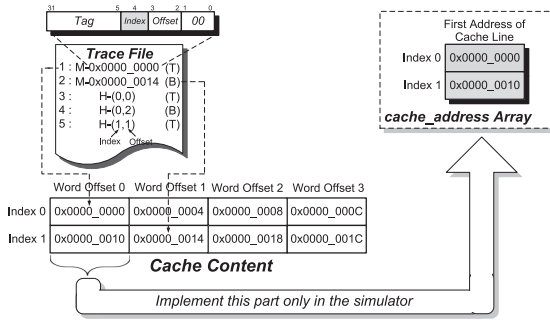 31 5 4 3 2 1 0
Tag Index Offset 00
Trace File
1 : M-0x0000_0000 (T)
2 : M-0x0000_0014 (B)
3 : H-(0,0) (T)
4 : H-(0,2) (B)
5 : H-(1,1) (T)
Index Offset
First Address of
Cache Line
Index 0 0x0000_0000
Index 1 0x0000_0010
cache_address Array
Word Offset 0 Word Offset 1 Word Offset 2 Word Offset 3
Index 0 0x0000_0000 0x0000_0004 0x0000_0008 0x0000_000C
Index 1 0x0000_0010 0x0000_0014 0x0000_0018 0x0000_001C
Cache Content
Implement this part only in the simulator